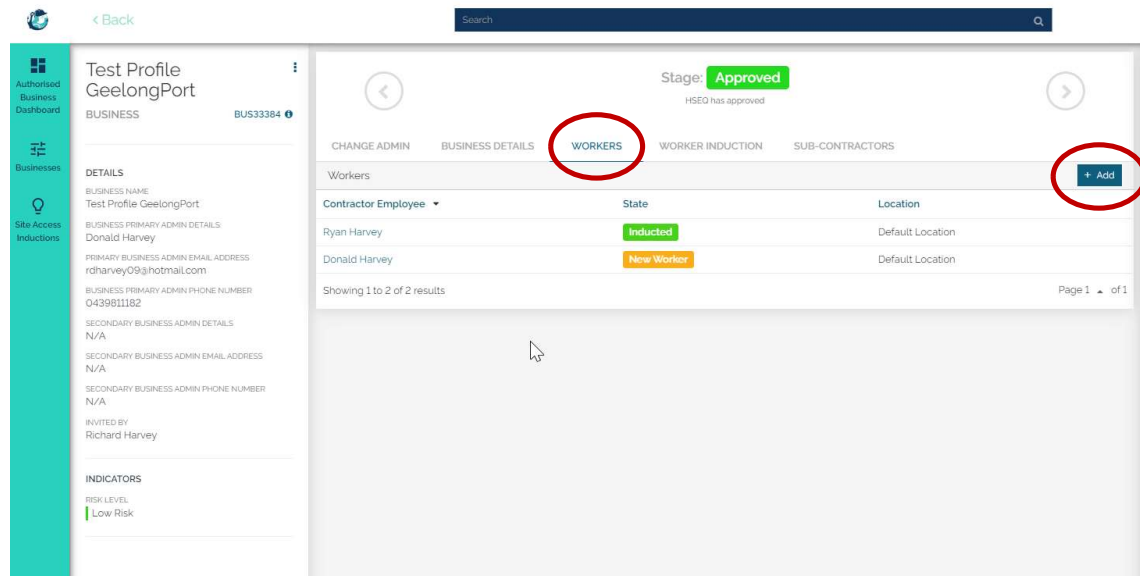 < Back
Search
Authorised
Business
Dashboard
Businesses
Site Access
Inductions
Test Profile
GeelongPort
BUSINESS BUS33384
DETAILS
BUSINESS NAME
Test Profile GeelongPort
BUSINESS PRIMARY ADMIN DETAILS:
Donald Harvey
PRIMARY BUSINESS ADMIN EMAIL ADDRESS
rdharvey09@hotmail.com
BUSINESS PRIMARY ADMIN PHONE NUMBER
0439811182
SECONDARY BUSINESS ADMIN DETAILS
N/A
SECONDARY BUSINESS ADMIN EMAIL ADDRESS
N/A
SECONDARY BUSINESS ADMIN PHONE NUMBER
N/A
INVITED BY
Richard Harvey
INDICATORS
RISK LEVEL
Low Risk
Stage: Approved
HSEQ has approved
CHANGE ADMIN BUSINESS DETAILS WORKERS WORKER INDUCTION SUB-CONTRACTORS
Workers + Add
Contractor Employee State Location
Ryan Harvey Inducted Default Location
Donald Harvey New Worker Default Location
Showing 1 to 2 of 2 results Page 1 of 1